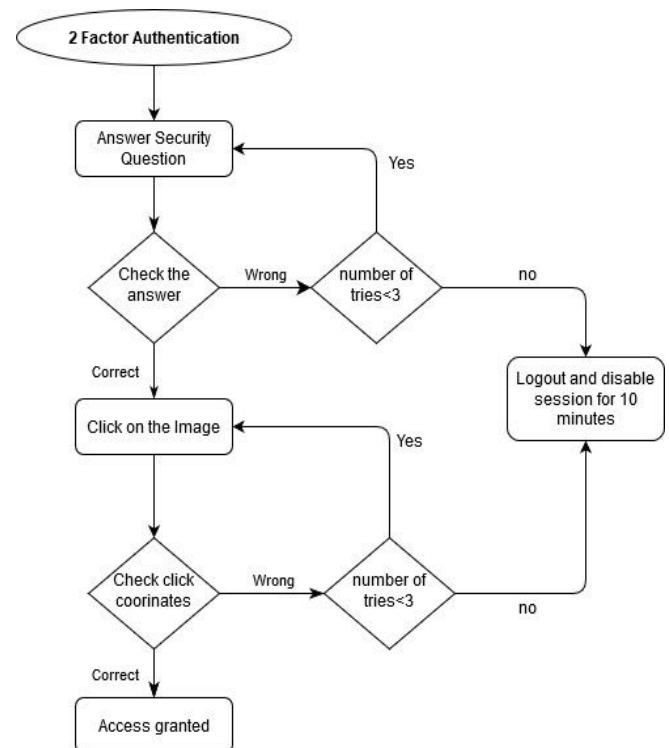 2 Factor Authentication
Answer Security
Question
Yes
Check the
answer
Wrong
number of
tries<3
no
Correct
Logout and disable
session for 10
minutes
Click on the Image
Yes
Check click
coorinates
Wrong
number of
tries<3
no
Correct
Access granted